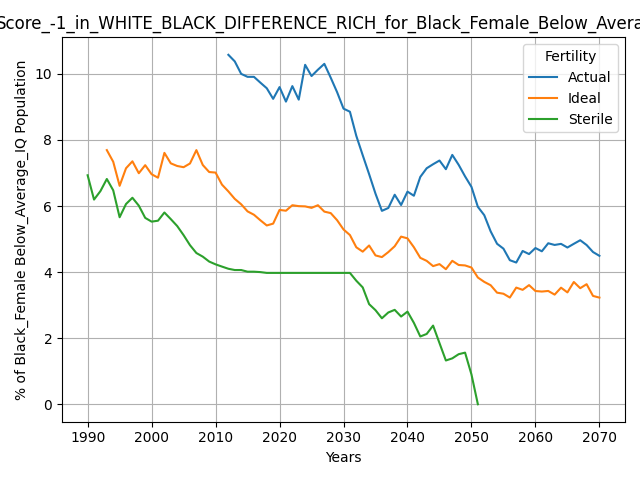 Score_-1_in_WHITE_BLACK_DIFFERENCE_RICH_for_Black_Female_Below_Avera
% of Black_Female Below_Average_IQ Population
Fertility
Actual
Ideal
Sterile
10
8
6
4
2
0
1990 2000 2010 2020 2030 2040 2050 2060 2070
Years